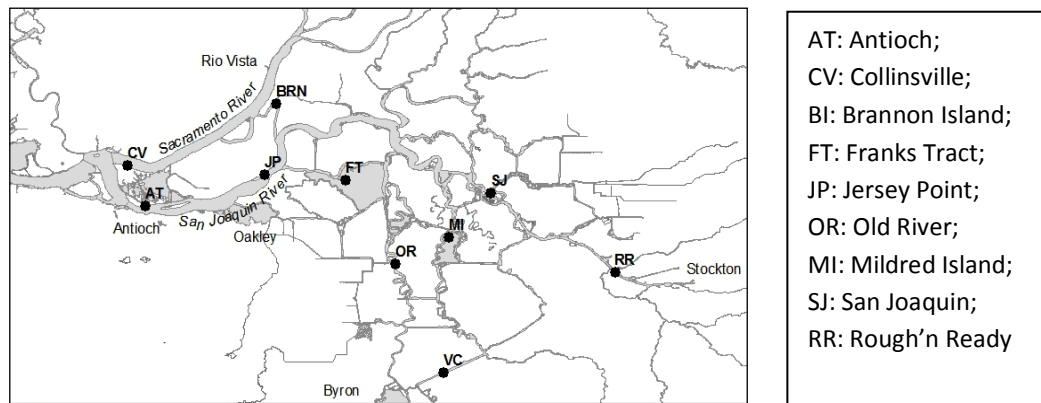 Rio Vista
BRN
Sacramento River
CV
JP
FT
AT
SJ
San Joaquin River
Antioch
Oakley
MI
OR
RR
Stockton
VC
Byron
AT: Antioch;
CV: Collinsville;
BI: Brannon Island;
FT: Franks Tract;
JP: Jersey Point;
OR: Old River;
MI: Mildred Island;
SJ: San Joaquin;
RR: Rough'n Ready